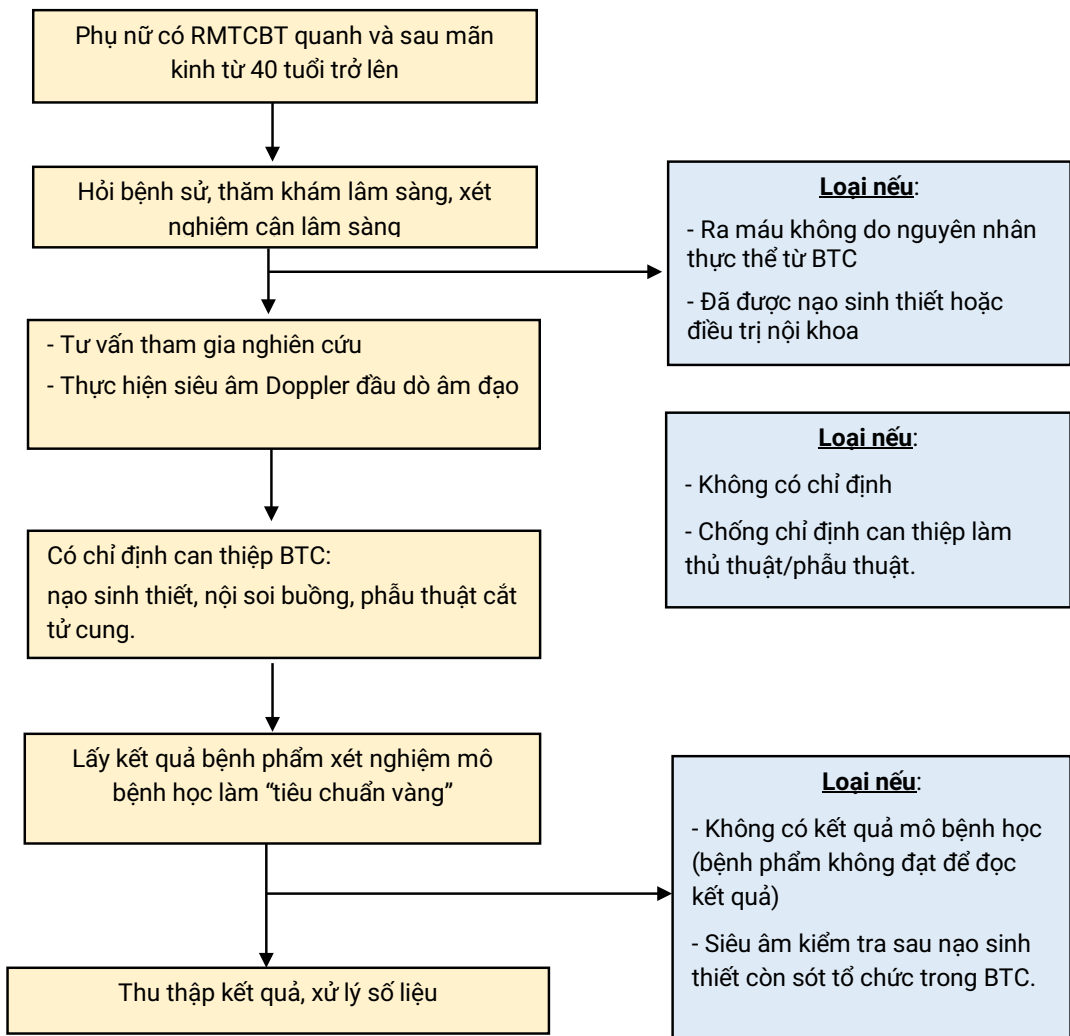 Phụ nữ có RMTCBT quanh và sau mãn
kinh từ 40 tuổi trở lên
Hỏi bệnh sử, thăm khám lâm sàng, xét
nghiệm cận lâm sàng
Loại nếu:
- Ra máu không do nguyên nhân
thực thể từ BTC
- Đã được nạo sinh thiết hoặc
điều trị nội khoa
- Tư vấn tham gia nghiên cứu
- Thực hiện siêu âm Doppler đầu dò âm đạo
Loại nếu:
- Không có chỉ định
- Chống chỉ định can thiệp làm
thủ thuật/phẫu thuật.
Có chỉ định can thiệp BTC:
nạo sinh thiết, nội soi buồng, phẫu thuật cắt
tử cung.
Lấy kết quả bệnh phẩm xét nghiệm mô
bệnh học làm “tiêu chuẩn vàng”
Loại nếu:
- Không có kết quả mô bệnh học
(bệnh phẩm không đạt để đọc
kết quả)
- Siêu âm kiểm tra sau nạo sinh
thiết còn sót tổ chức trong BTC.
Thu thập kết quả, xử lý số liệu